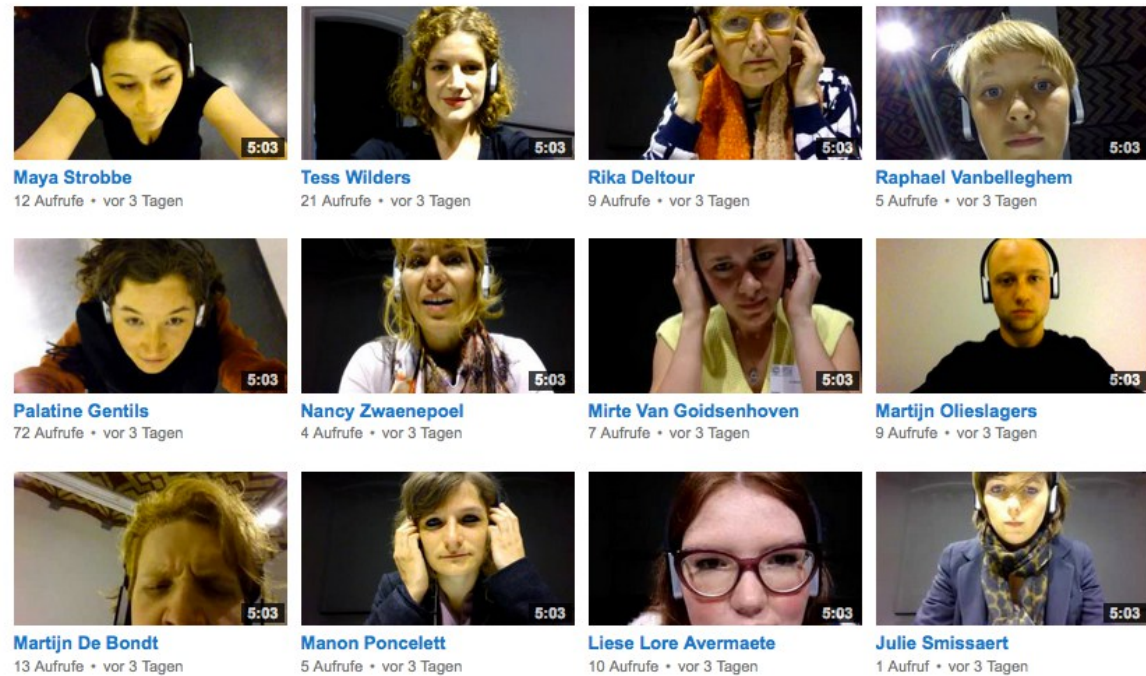 5:03
5:03
5:03
5:03
Maya Strobbe
Tess Wilders
Rika Deltour
Raphael Vanbelleghem
12 Aufrufe • vor 3 Tagen
21 Aufrufe • vor 3 Tagen
9 Aufrufe • vor 3 Tagen
5 Aufrufe • vor 3 Tagen
5:03
5:03
5:03
5:03
Palatine Gentils
Nancy Zwaenepoel
Mirte Van Goidsenhoven
Martijn Olieslagers
72 Aufrufe • vor 3 Tagen
4 Aufrufe • vor 3 Tagen
7 Aufrufe • vor 3 Tagen
9 Aufrufe • vor 3 Tagen
5:03
5:03
5:03
5:03
Martijn De Bondt
Manon Poncelett
Liese Lore Avermaete
Julie Smissaert
13 Aufrufe • vor 3 Tagen
5 Aufrufe • vor 3 Tagen
10 Aufrufe • vor 3 Tagen
1 Aufruf • vor 3 Tagen